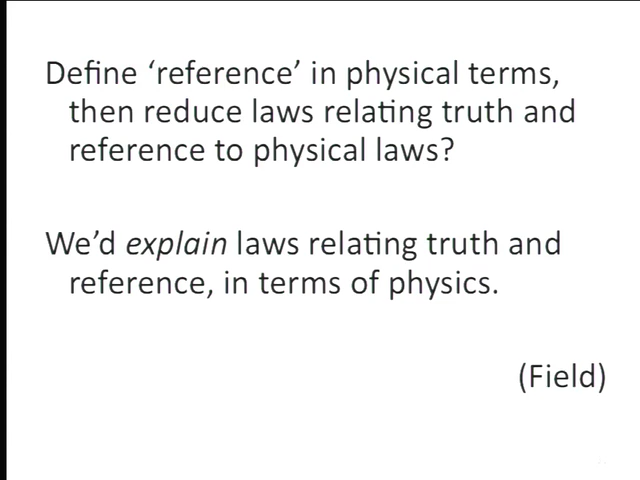 Define ‘reference’ in physical terms,
then reduce laws relating truth and
reference to physical laws?
We’d explain laws relating truth and
reference, in terms of physics.
(Field)